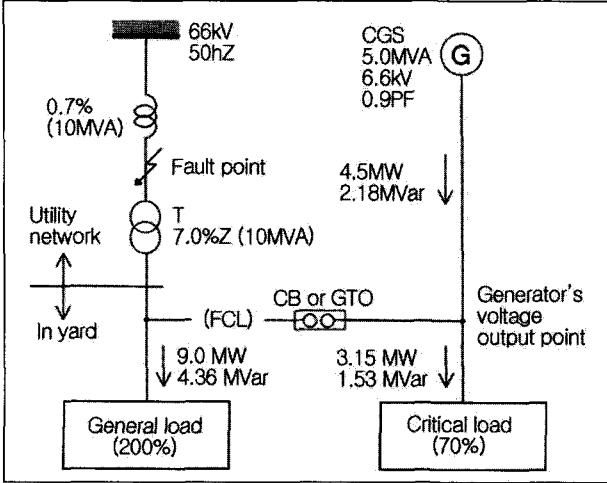 66kV
50hZ
CGS
5.0MVA
6.6kV
0.9PF
G
0.7%
(10MVA)
Fault point
4.5MW
2.18MVar
T
7.0%Z (10MVA)
Utility
network
In yard
(FCL)
CB or GTO
Generator's
voltage
output point
9.0 MW
4.36 MVar
3.15 MW
1.53 MVar
General load
(200%)
Critical load
(70%)